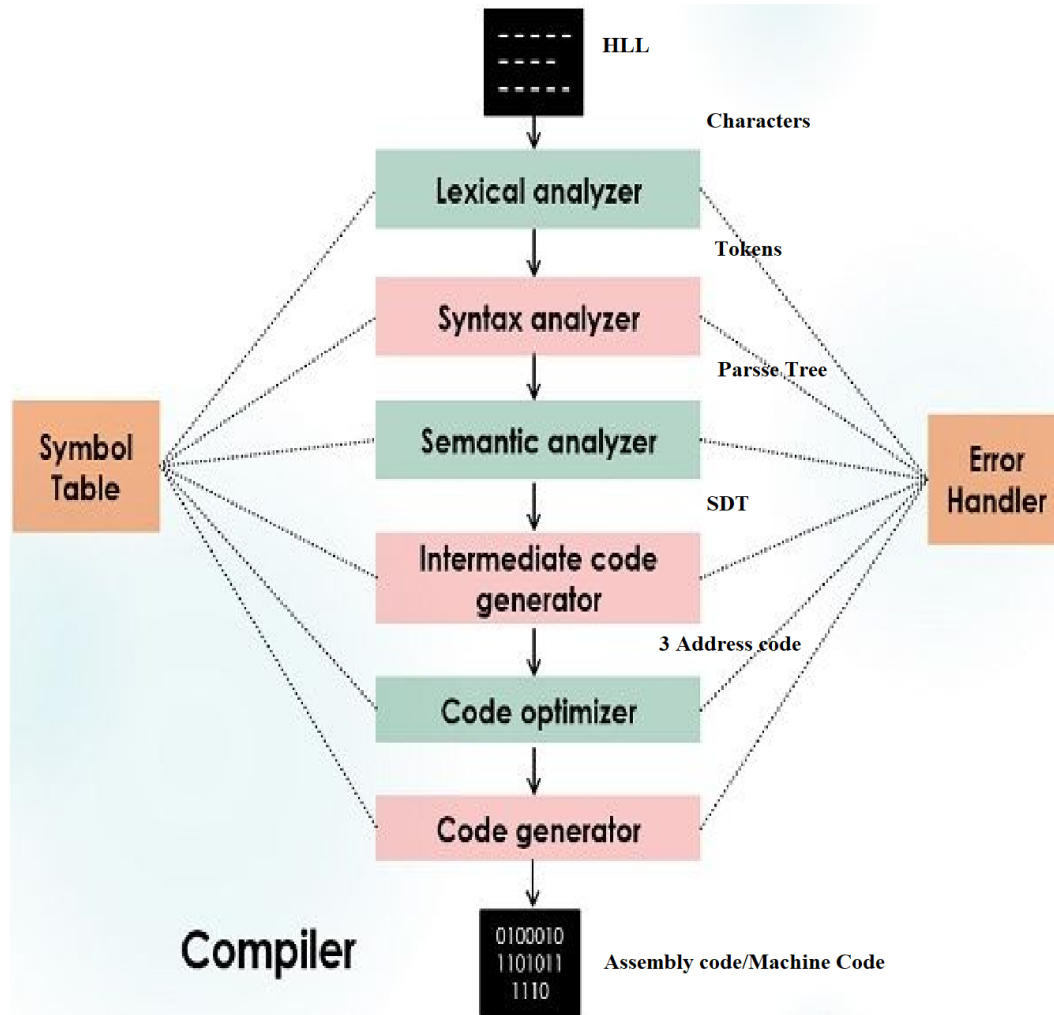 HLL
Characters
Lexical analyzer
Tokens
Syntax analyzer
Parsse Tree
Symbol
Table
Semantic analyzer
Error
Handler
SDT
Intermediate code
generator
3 Address code
Code optimizer
Code generator
Compiler
0100010
1101011
1110
Assembly code/Machine Code